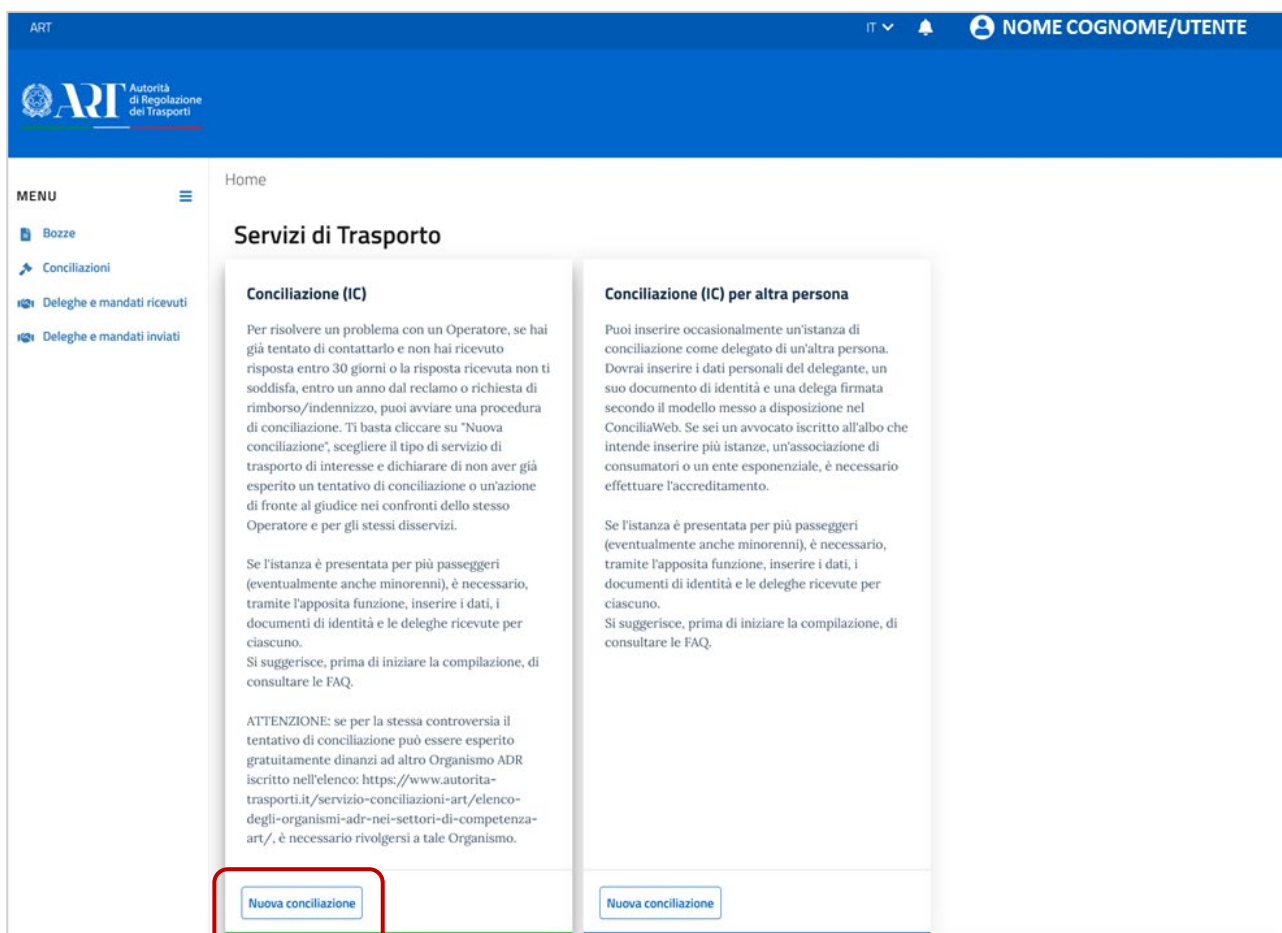 ART
IT
NOME COGNOME/UTENTE
ART
Autorità
di Regolazione
dei Trasporti
MENU
Bozze
Conciliazioni
Deleghe e mandati ricevuti
Deleghe e mandati inviati
Home
Servizi di Trasporto
Conciliazione (IC)
Per risolvere un problema con un Operatore, se hai
già tentato di contattarlo e non hai ricevuto
risposta entro 30 giorni o la risposta ricevuta non ti
soddisfa, entro un anno dal reclamo o richiesta di
rimborso/indennizzo, puoi avviare una procedura
di conciliazione. Ti basta cliccare su "Nuova
conciliazione", scegliere il tipo di servizio di
trasporto di interesse e dichiarare di non aver già
esperito un tentativo di conciliazione o un'azione
di fronte al giudice nei confronti dello stesso
Operatore e per gli stessi disservizi.
Se l'istanza è presentata per più passeggeri
(eventualmente anche minorenni), è necessario,
tramite l'apposita funzione, inserire i dati, i
documenti di identità e le deleghe ricevute per
ciascuno.
Si suggerisce, prima di iniziare la compilazione, di
consultare le FAQ.
ATTENZIONE: se per la stessa controversia il
tentativo di conciliazione può essere esperito
gratuitamente dinanzi ad altro Organismo ADR
iscritto nell'elenco: https://www.autorita-
trasporti.it/servizio-conciliazioni-art/elenco-
degli-organismi-adr-nei-settori-di-competenza-
art/, è necessario rivolgersi a tale Organismo.
Nuova conciliazione
Conciliazione (IC) per altra persona
Puoi inserire occasionalmente un'istanza di
conciliazione come delegato di un'altra persona.
Dovrai inserire i dati personali del delegante, un
suo documento di identità e una delega firmata
secondo il modello messo a disposizione nel
ConciliaWeb. Se sei un avvocato iscritto all'albo che
intende inserire più istanze, un'associazione di
consumatori o un ente esponenziale, è necessario
effettuare l'accreditamento.
Se l'istanza è presentata per più passeggeri
(eventualmente anche minorenni), è necessario,
tramite l'apposita funzione, inserire i dati, i
documenti di identità e le deleghe ricevute per
ciascuno.
Si suggerisce, prima di iniziare la compilazione, di
consultare le FAQ.
Nuova conciliazione